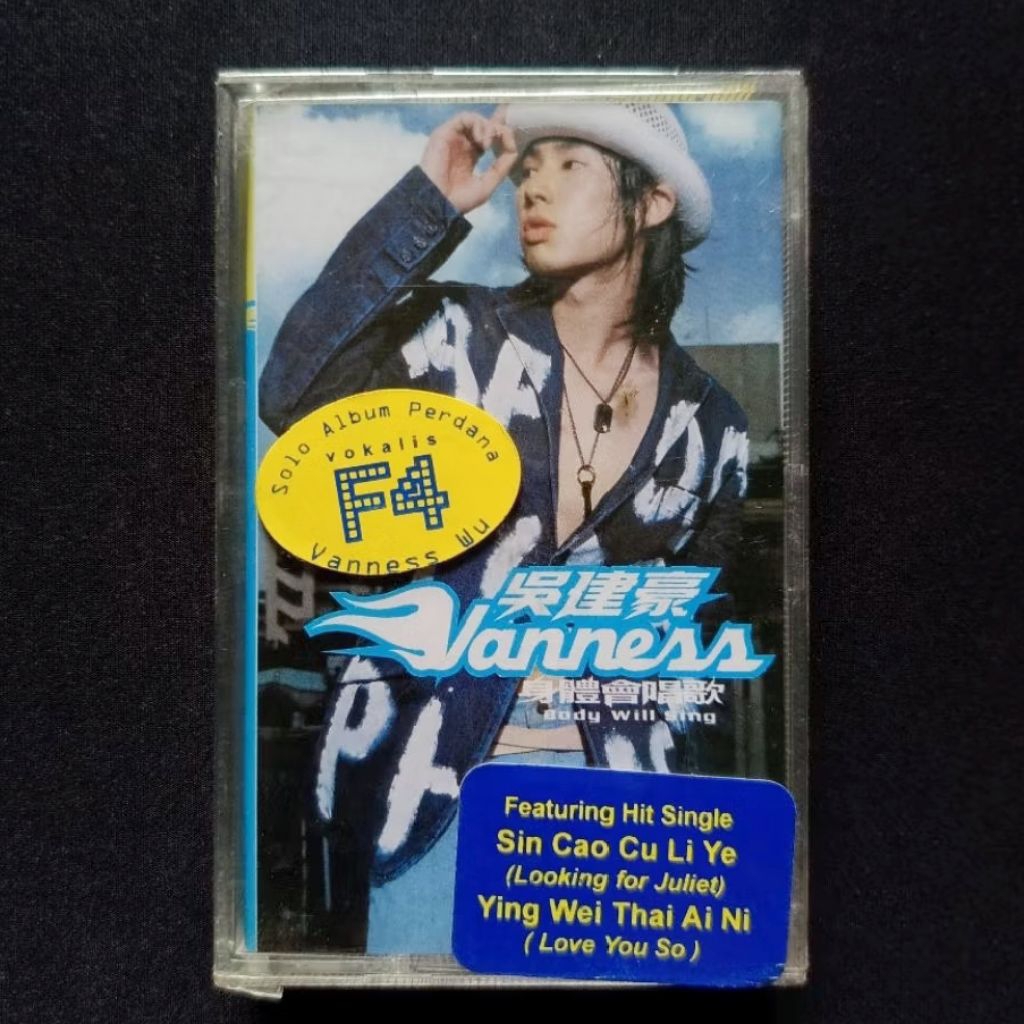 Solo Album Perdana
vokalis
F4
Vanness Wu
吳建豪
Vanness
身體會唱歌
Body Will Sing
Featuring Hit Single
Sin Cao Cu Li Ye
(Looking for Juliet)
Ying Wei Thai Ai Ni
( Love You So )